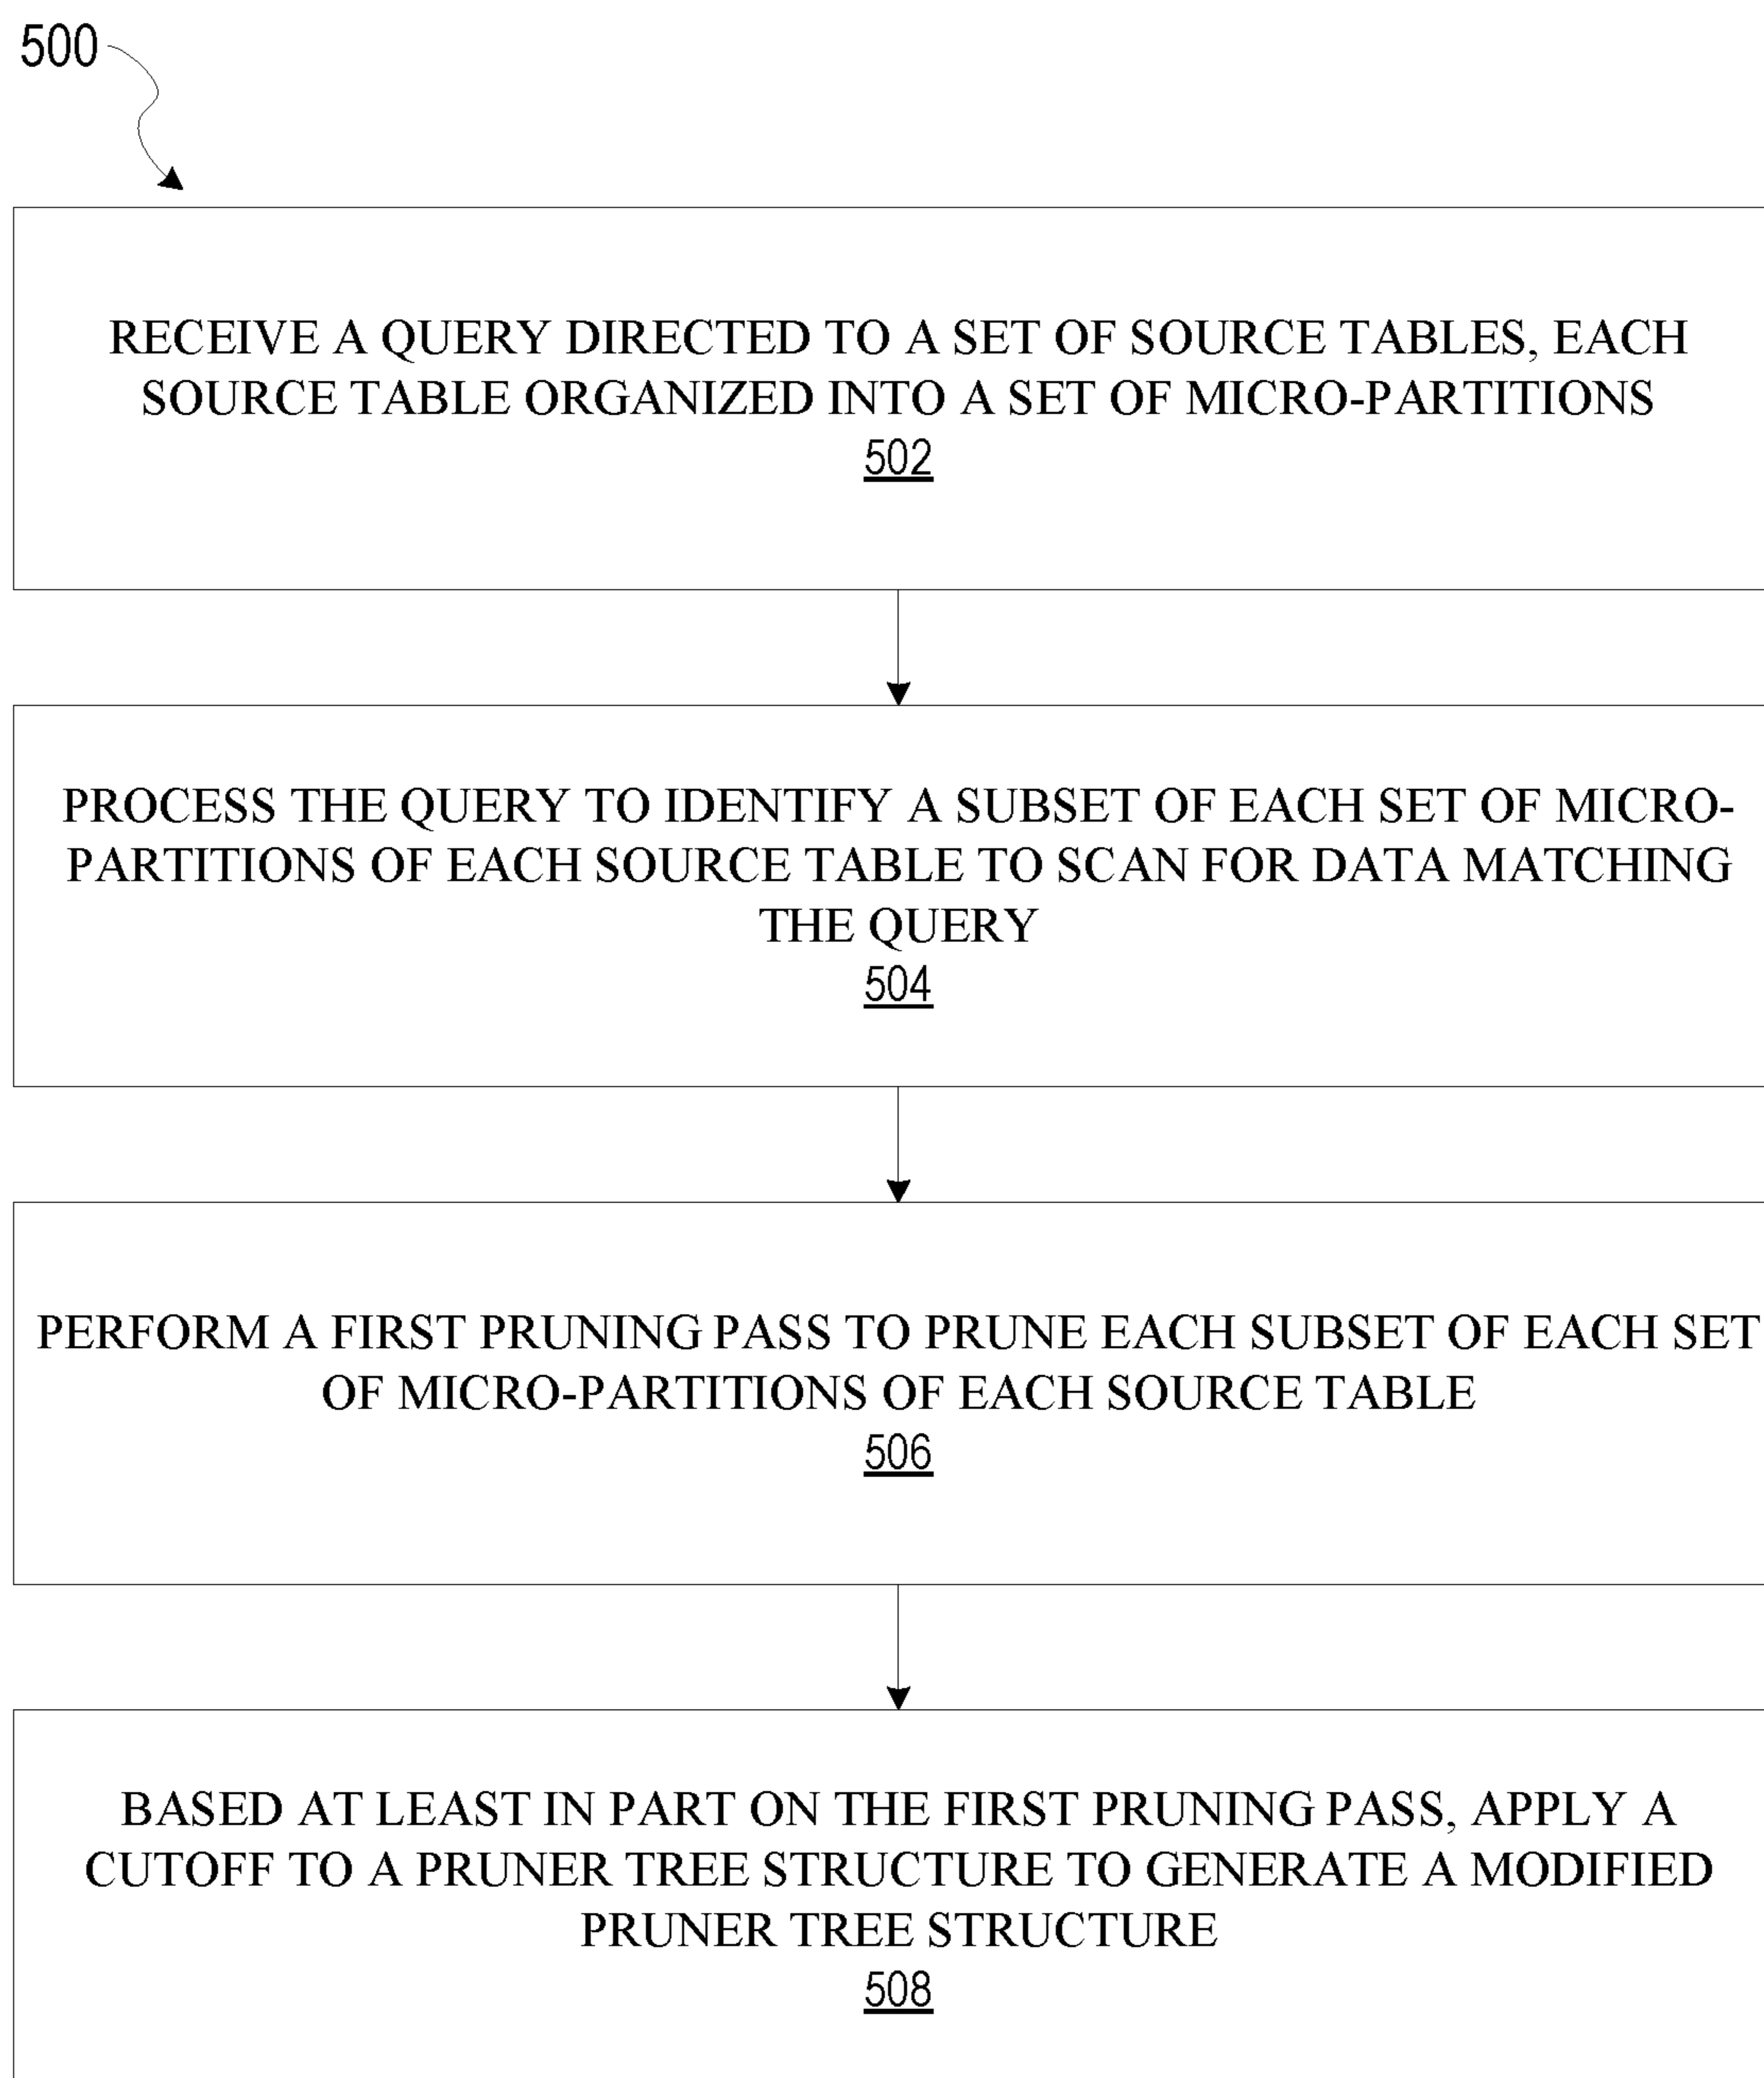 500
RECEIVE A QUERY DIRECTED TO A SET OF SOURCE TABLES, EACH
SOURCE TABLE ORGANIZED INTO A SET OF MICRO-PARTITIONS
502
PROCESS THE QUERY TO IDENTIFY A SUBSET OF EACH SET OF MICRO-
PARTITIONS OF EACH SOURCE TABLE TO SCAN FOR DATA MATCHING
THE QUERY
504
PERFORM A FIRST PRUNING PASS TO PRUNE EACH SUBSET OF EACH SET
OF MICRO-PARTITIONS OF EACH SOURCE TABLE
506
BASED AT LEAST IN PART ON THE FIRST PRUNING PASS, APPLY A
CUTOFF TO A PRUNER TREE STRUCTURE TO GENERATE A MODIFIED
PRUNER TREE STRUCTURE
508